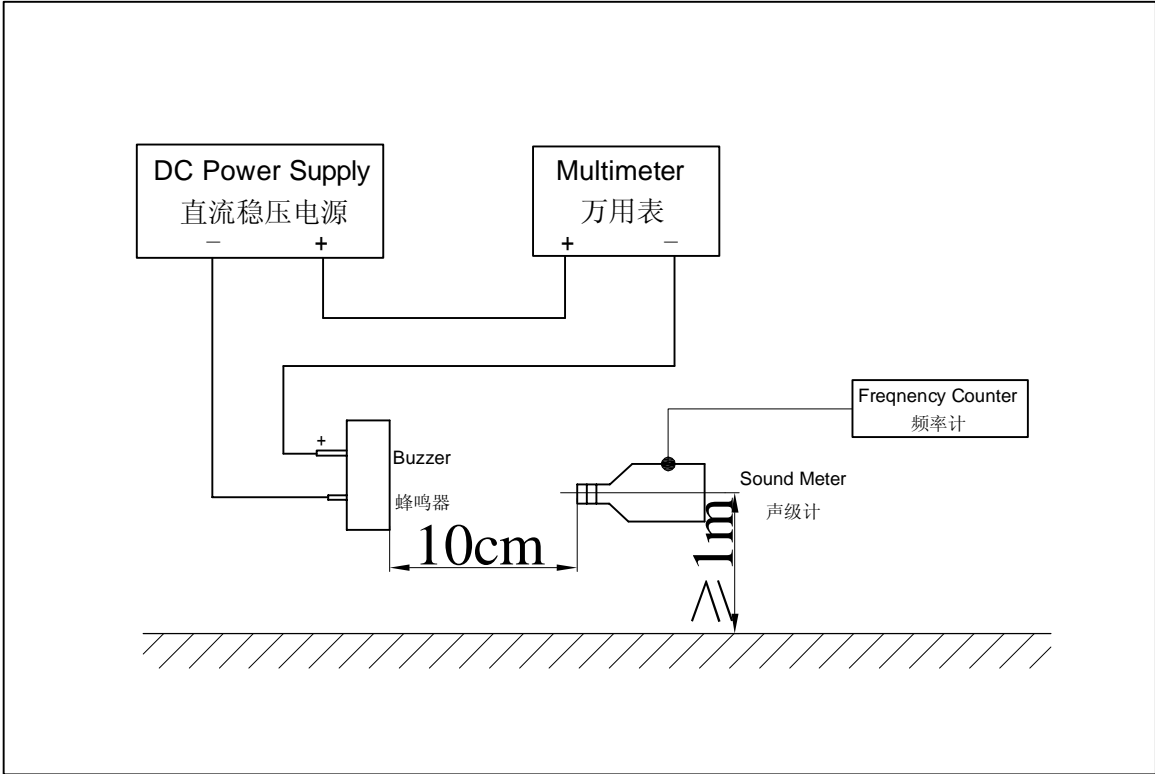 DC Power Supply
直流稳压电源
— +
Multimeter
万用表
+ —
Freqnency Counter
频率计
+
Buzzer
蜂鸣器
Sound Meter
声级计
10cm
≥1m